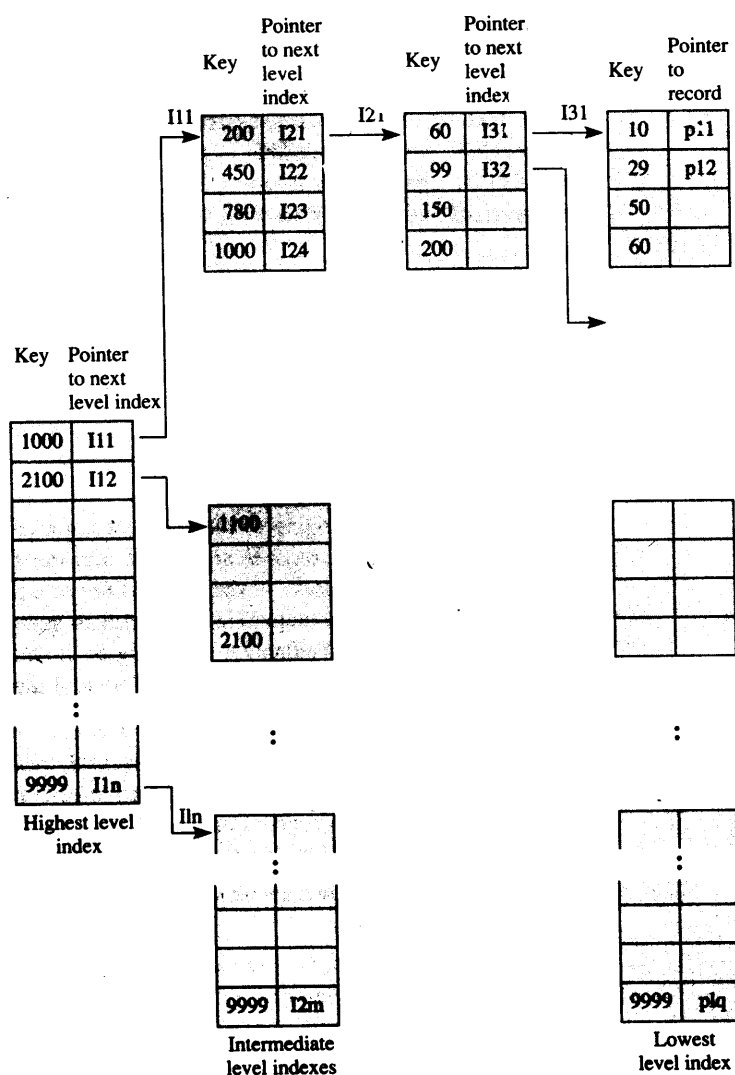 Key
Pointer
to next
level
index
Key
Pointer
to next
level
index
Key
Pointer
to
record
I11
200 I21
450 I22
780 I23
1000 I24
I21
60 I31
99 I32
150
200
I31
10 p11
29 p12
50
60
Key
Pointer
to next
level index
1000 I11
2100 I12
:
9999 I1n
Highest level
index
1100
2100
:
:
I1n
:
9999 I2m
Intermediate
level indexes
:
9999 plq
Lowest
level index